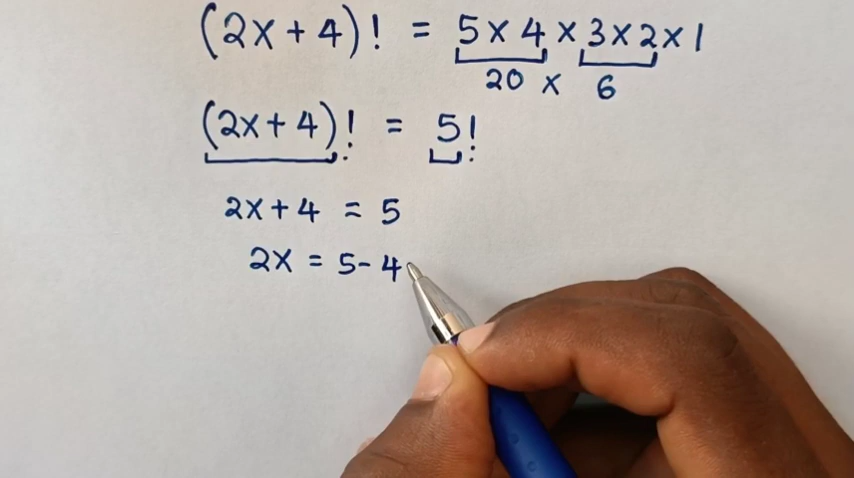 (2x + 4)! = 5 × 4 × 3 × 2 × 1
20 × 6
(2x + 4)! = 5!
2x + 4 = 5
2x = 5 - 4